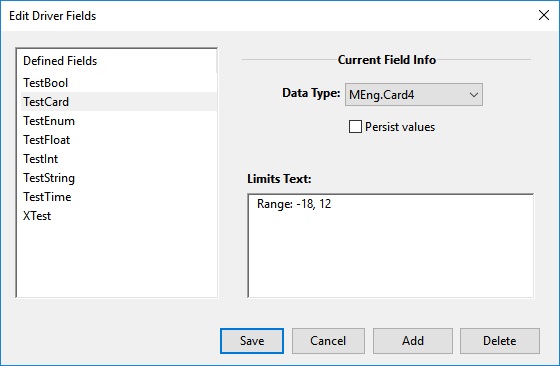 Edit Driver Fields
Defined Fields
TestBool
TestCard
TestEnum
TestFloat
TestInt
TestString
TestTime
XTest
Current Field Info
Data Type: MEng.Card4
Persist values
Limits Text:
Range: -18, 12
Save Cancel Add Delete